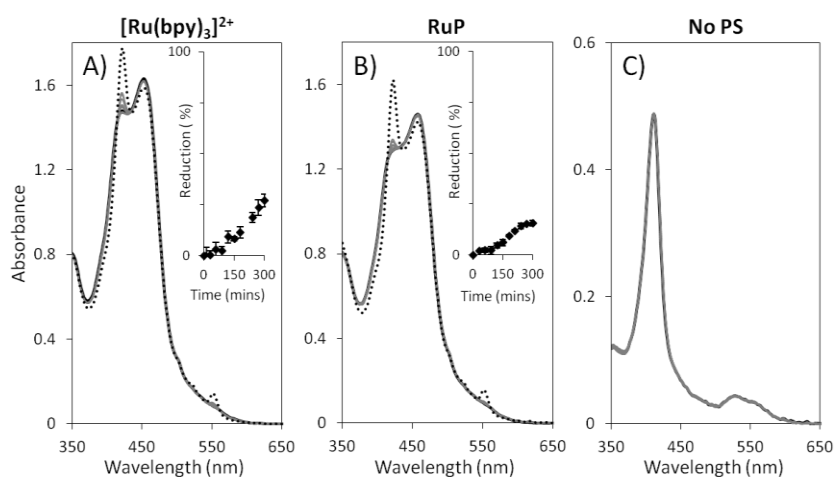 [Ru(bpy)₃]²⁺
RuP
No PS
A)
B)
C)
Absorbance
1.6
1.2
0.8
0.4
0
350
450
550
650
Wavelength (nm)
Reduction ( %)
100
0
0
150
300
Time (mins)
1.6
1.2
0.8
0.4
0
350
450
550
650
Wavelength (nm)
Reduction ( %)
100
0
0
150
300
Time (mins)
0.6
0.4
0.2
0
350
450
550
650
Wavelength (nm)